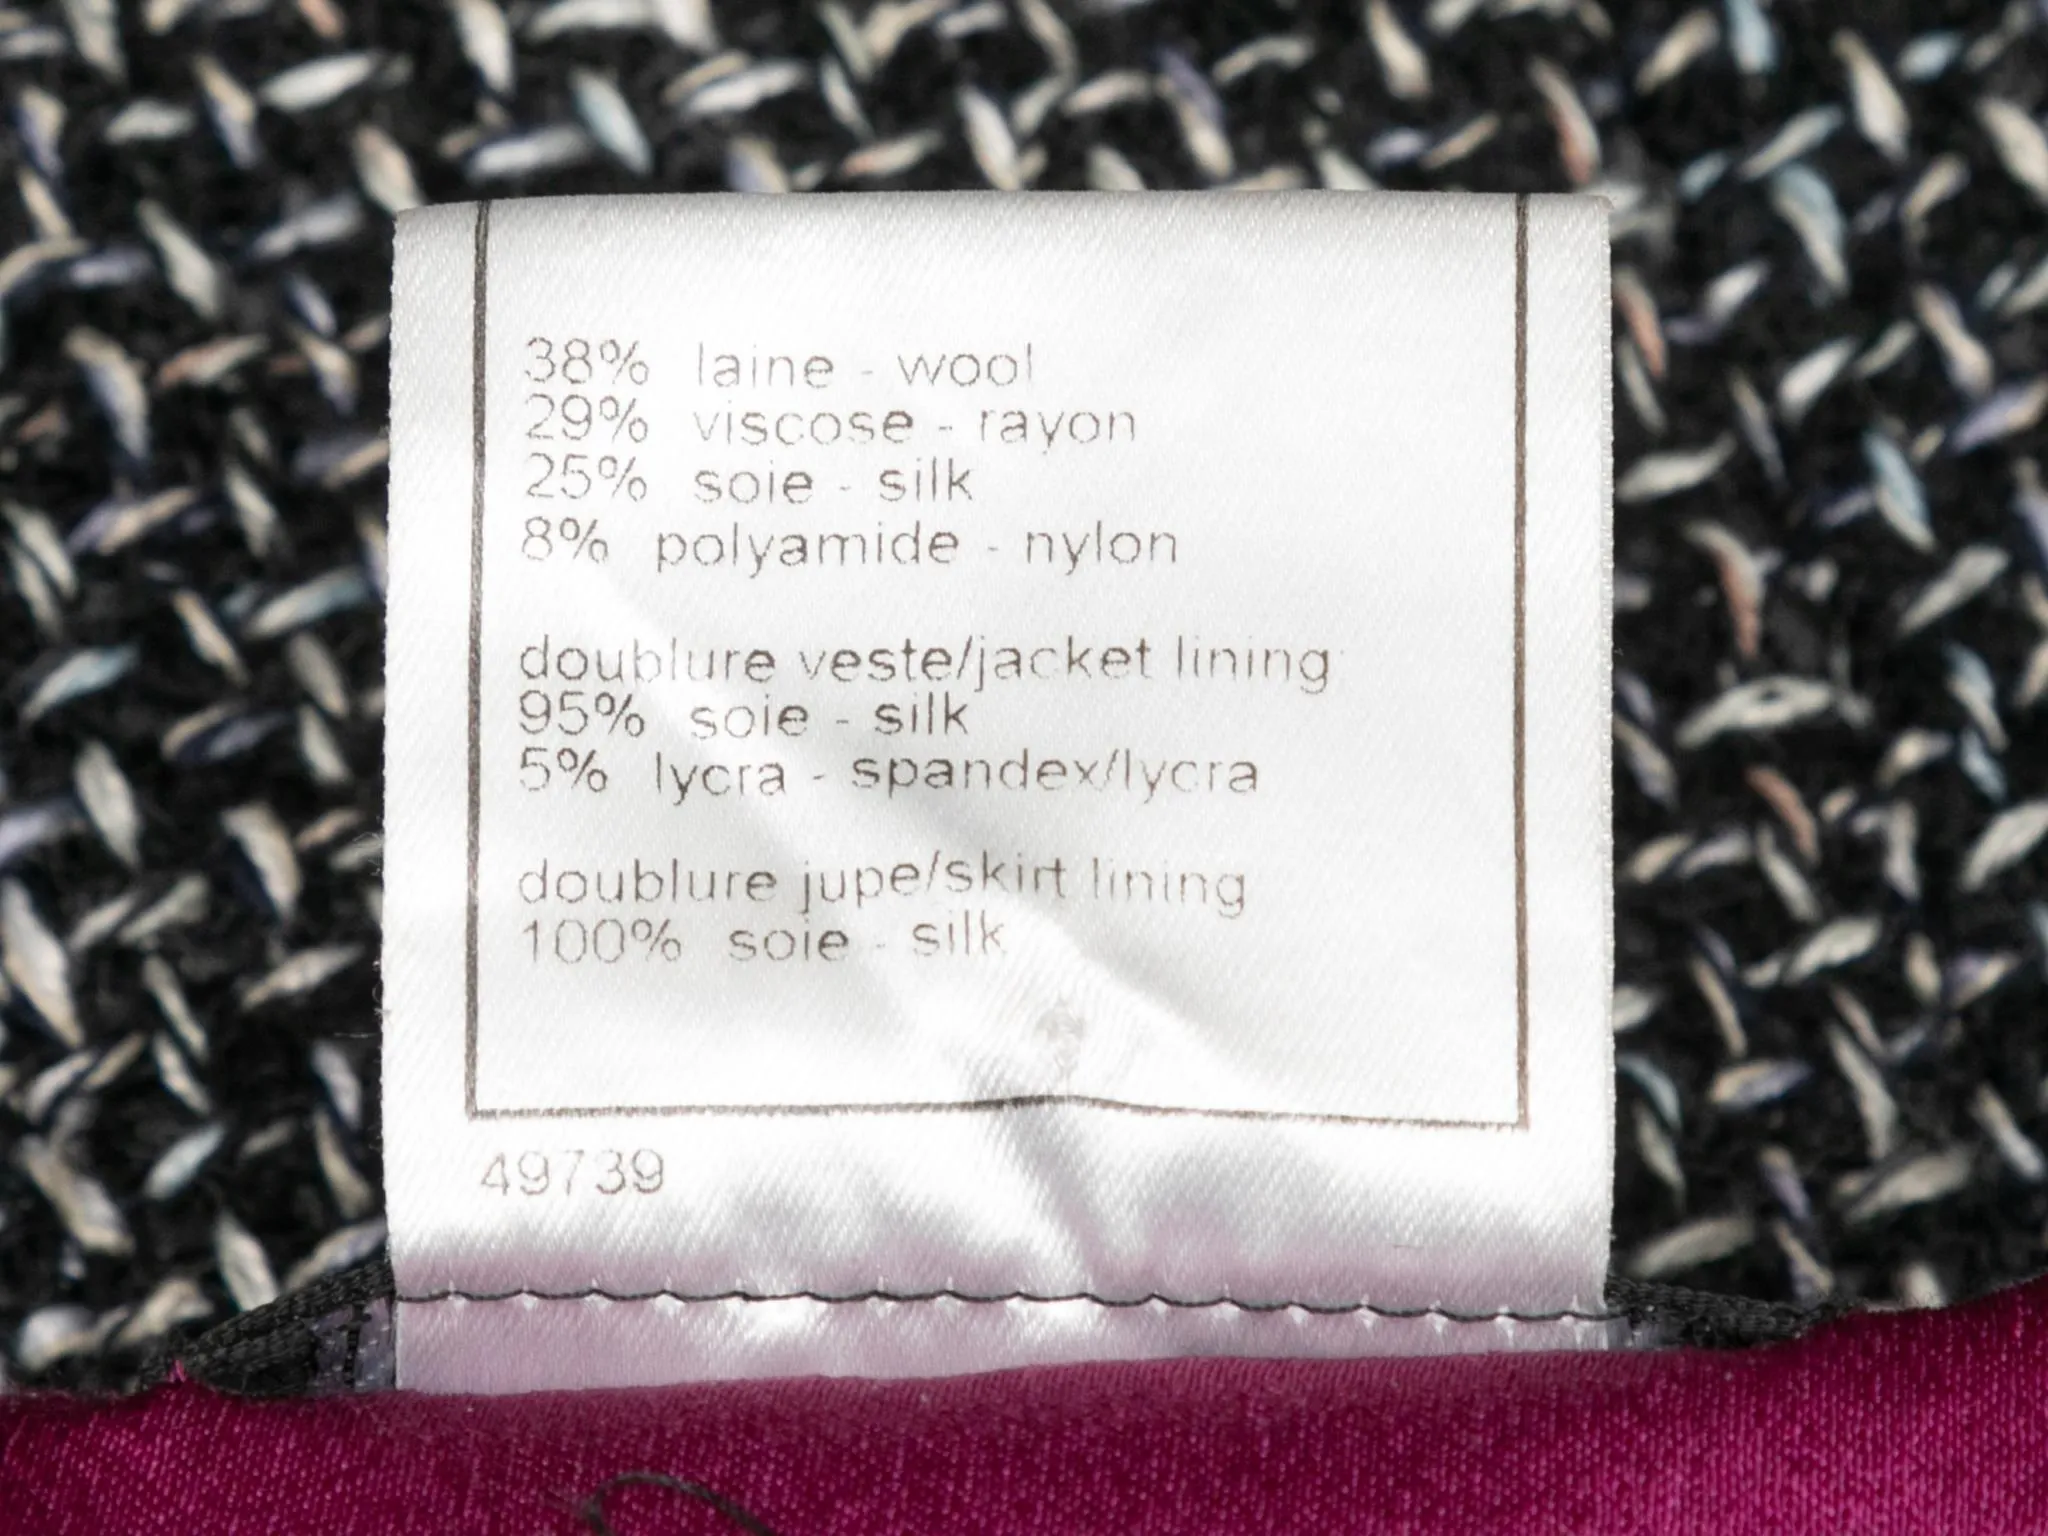 38% laine - wool
29% viscose - rayon
25% soie - silk
8% polyamide - nylon
doublure veste/jacket lining
95% soie - silk
5% lycra - spandex/lycra
doublure jupe/skirt lining
100% soie - silk
49739